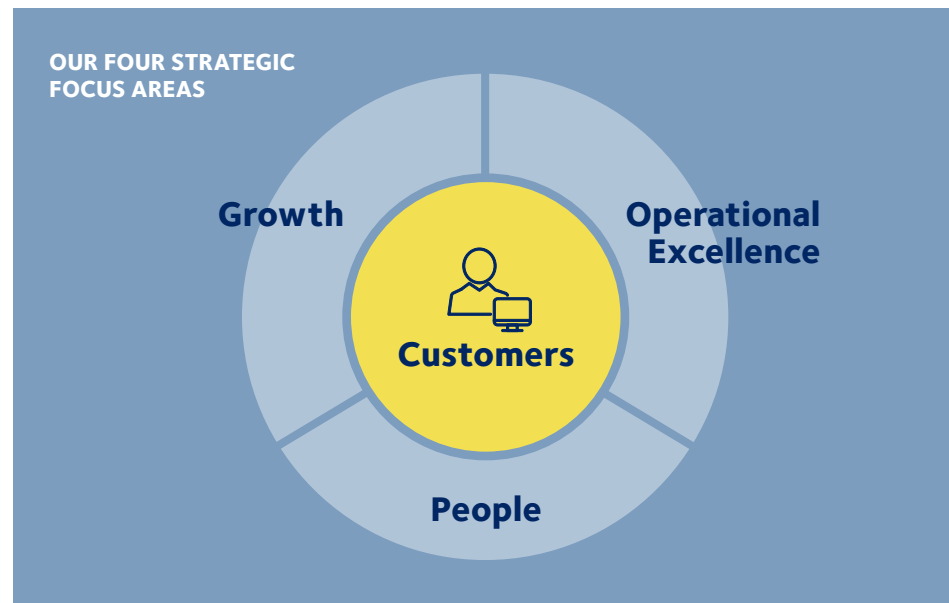 OUR FOUR STRATEGIC
FOCUS AREAS
Growth
Operational
Excellence
Customers
People